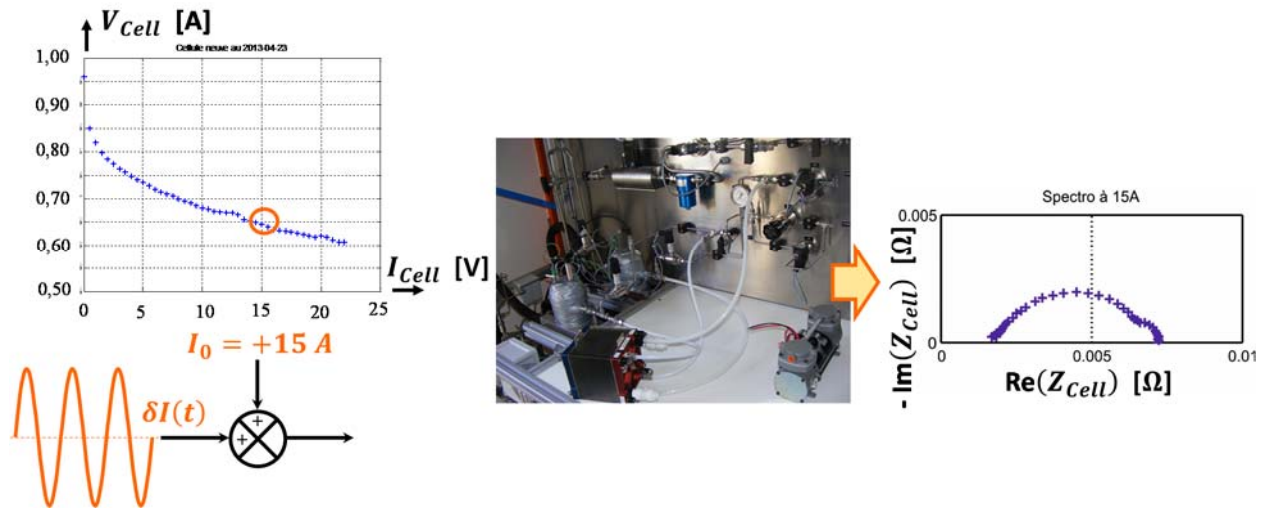 V_Cell [A]
Cellule neuve au 2013-04-23
1,00
0,90
0,80
0,70
0,60
0,50
0 5 10 15 20 25
I_Cell [V]
I_0 = +15 A
δI(t)
+
+
Spectro à 15A
0.005
0
- Im(Z_Cell) [Ω]
0 0.005 0.01
Re(Z_Cell) [Ω]